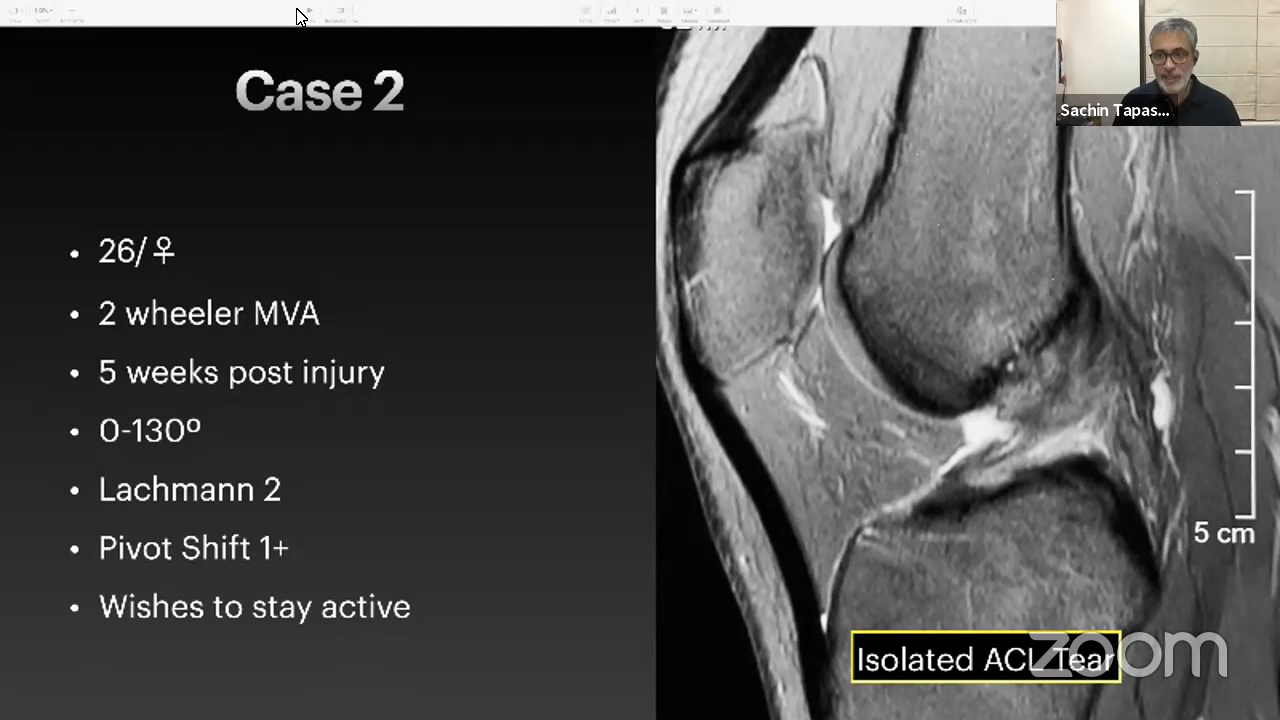 Case 2
• 26/♀
• 2 wheeler MVA
• 5 weeks post injury
• 0-130º
• Lachmann 2
• Pivot Shift 1+
• Wishes to stay active
Sachin Tapas...
5 cm
Isolated ACL Tear
zoom